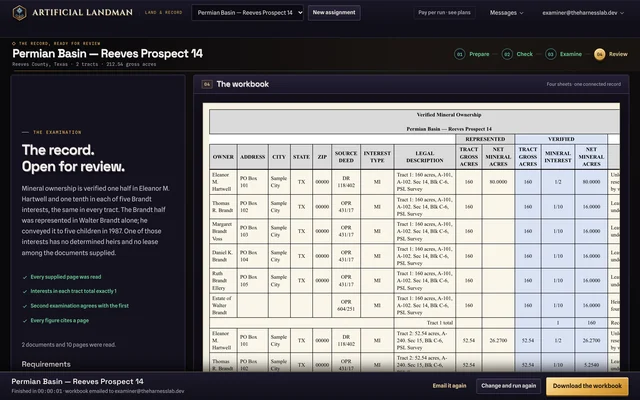 ARTIFICIAL LANDMAN
LAND & RECORD
Permian Basin — Reeves Prospect 14
New assignment
Pay per run · see plans
Messages
examiner@theharnesslab.dev
THE RECORD, READY FOR REVIEW
Permian Basin — Reeves Prospect 14
Reeves County, Texas · 2 tracts · 212.54 gross acres
01 Prepare
02 Check
03 Examine
04 Review
THE EXAMINATION
The record.
Open for review.
Mineral ownership is verified one half in Eleanor M.
Hartwell and one tenth in each of five Brandt
interests, the same in every tract. The Brandt half
was represented in Walter Brandt alone; he
conveyed it to five children in 1987. One of those
interests has no determined heirs and no lease
among the documents supplied.
Every supplied page was read
Interests in each tract total exactly 1
Second examination agrees with the first
Every figure cites a page
2 documents and 10 pages were read.
Requirements
04 The workbook
Four sheets · one connected record
Verified Mineral Ownership
Permian Basin — Reeves Prospect 14
REPRESENTED VERIFIED
OWNER ADDRESS CITY STATE ZIP SOURCE DEED INTEREST TYPE LEGAL DESCRIPTION TRACT GROSS ACRES NET MINERAL ACRES TRACT GROSS ACRES MINERAL INTEREST NET MINERAL ACRES
Eleanor M. Hartwell PO Box 101 Sample City TX 00000 DR 118/402 MI Tract 1: 160 acres, A-101, A-102. Sec 14, Blk C-6, PSL Survey 160 80.0000 160 1/2 80.0000
Thomas R. Brandt PO Box 102 Sample City TX 00000 OPR 431/17 MI Tract 1: 160 acres, A-101, A-102. Sec 14, Blk C-6, PSL Survey 160 160 1/10 16.0000
Margaret Brandt Voss PO Box 103 Sample City TX 00000 OPR 431/17 MI Tract 1: 160 acres, A-101, A-102. Sec 14, Blk C-6, PSL Survey 160 160 1/10 16.0000
Daniel K. Brandt PO Box 104 Sample City TX 00000 OPR 431/17 MI Tract 1: 160 acres, A-101, A-102. Sec 14, Blk C-6, PSL Survey 160 160 1/10 16.0000
Ruth Brandt Ellery PO Box 105 Sample City TX 00000 OPR 431/17 MI Tract 1: 160 acres, A-101, A-102. Sec 14, Blk C-6, PSL Survey 160 160 1/10 16.0000
Estate of Walter Brandt OPR 604/251 MI Tract 1: 160 acres, A-101, A-102. Sec 14, Blk C-6, PSL Survey 160 160 1/10 16.0000
Tract 1 total 1 160
Eleanor M. Hartwell PO Box 101 Sample City TX 00000 DR 118/402 MI Tract 2: 52.54 acres, A-240. Sec 15, Blk C-6, PSL Survey 52.54 26.2700 52.54 1/2 26.2700
Thomas PO Box 102 Sample City TX 00000 OPR 431/17 MI Tract 2: 52.54 acres, A-240. Sec 15, Blk C-6, 52.54 52.54 1/10 5.2540
Permian Basin — Reeves Prospect 14
Finished in 00:00:01 · workbook emailed to examiner@theharnesslab.dev
Email it again
Change and run again
Download the workbook